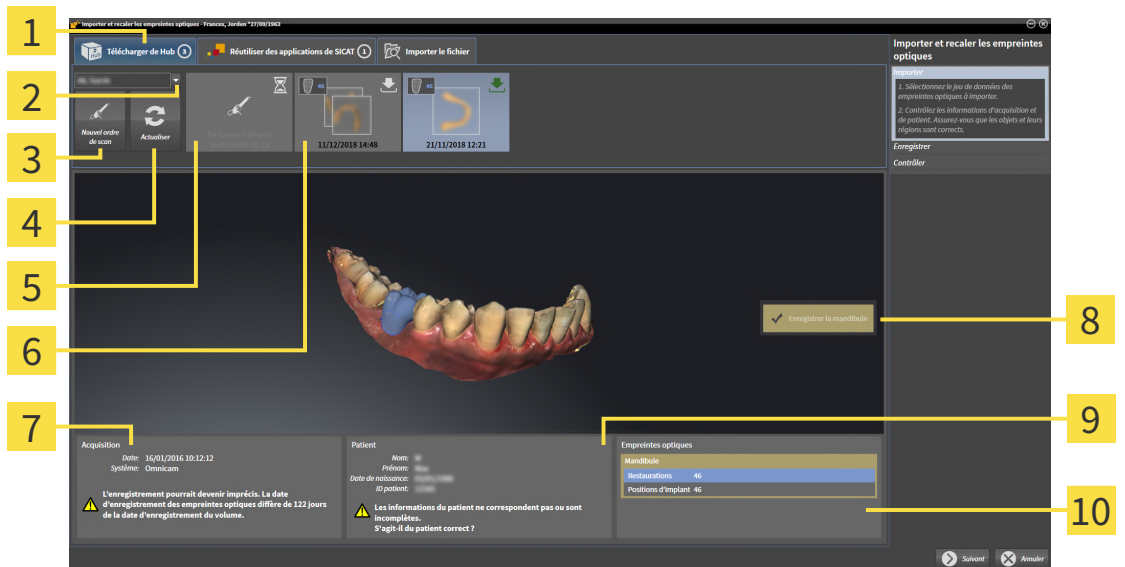 Importer et recaler les empreintes optiques - Frances, Jorden *27/09/1963
1
2
3
4
5
6
7
8
9
10
Télécharger de Hub 3
Réutiliser des applications de SICAT 1
Importer le fichier
Nouvel ordre
de scan
Actualiser
En suspens depuis
46
11/12/2018 14:48
46
21/11/2018 12:21
Importer et recaler les empreintes
optiques
Importer
1. Sélectionnez le jeu de données des
empreintes optiques à importer.
2. Contrôlez les informations d'acquisition et
de patient. Assurez-vous que les objets et leurs
régions sont corrects.
Enregistrer
Contrôler
Enregistrer la mandibule
Acquisition
Date: 16/01/2016 10:12:12
Système: Omnicam
L'enregistrement pourrait devenir imprécis. La date
d'enregistrement des empreintes optiques diffère de 122 jours
de la date d'enregistrement du volume.
Patient
Nom:
Prénom:
Date de naissance:
ID patient:
Les informations du patient ne correspondent pas ou sont
incomplètes.
S'agit-il du patient correct ?
Empreintes optiques
Mandibule
Restaurations 46
Positions d'implant 46
Suivant
Annuler